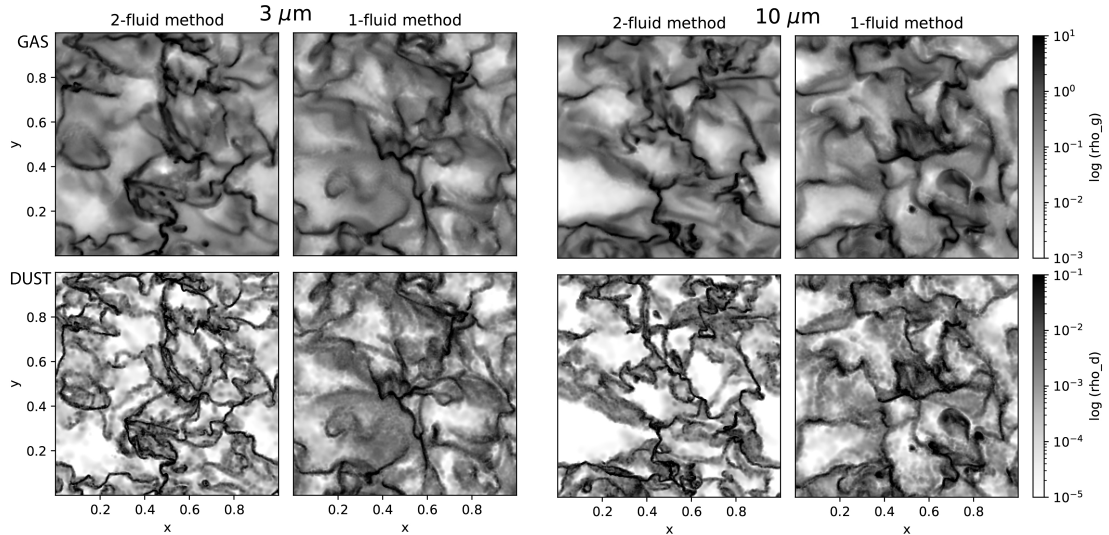 3 μm 10 μm
2-fluid method 1-fluid method 2-fluid method 1-fluid method
GAS
0.8
0.6
y
0.4
0.2
10¹
10⁰
10⁻¹
10⁻²
10⁻³
log (rho_g)
DUST
0.8
0.6
y
0.4
0.2
10⁻¹
10⁻²
10⁻³
10⁻⁴
10⁻⁵
log (rho_d)
0.2 0.4 0.6 0.8 0.2 0.4 0.6 0.8 0.2 0.4 0.6 0.8 0.2 0.4 0.6 0.8
x x x x